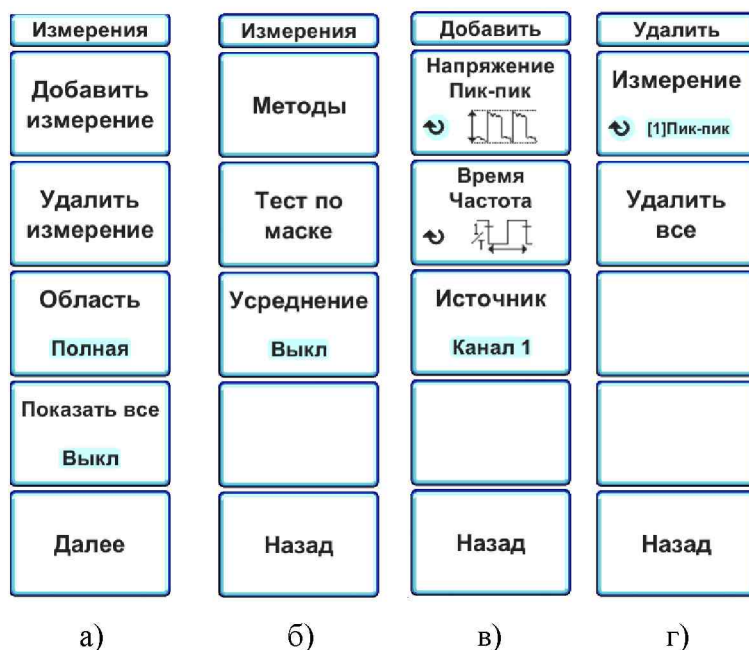 Измерения
Добавить
измерение
Удалить
измерение
Область
Полная
Показать все
Выкл
Далее
а)
Измерения
Методы
Тест по
маске
Усреднение
Выкл
Назад
б)
Добавить
Напряжение
Пик-пик
Время
Частота
1/T
Источник
Канал 1
Назад
в)
Удалить
Измерение
[1]Пик-пик
Удалить
все
Назад
г)